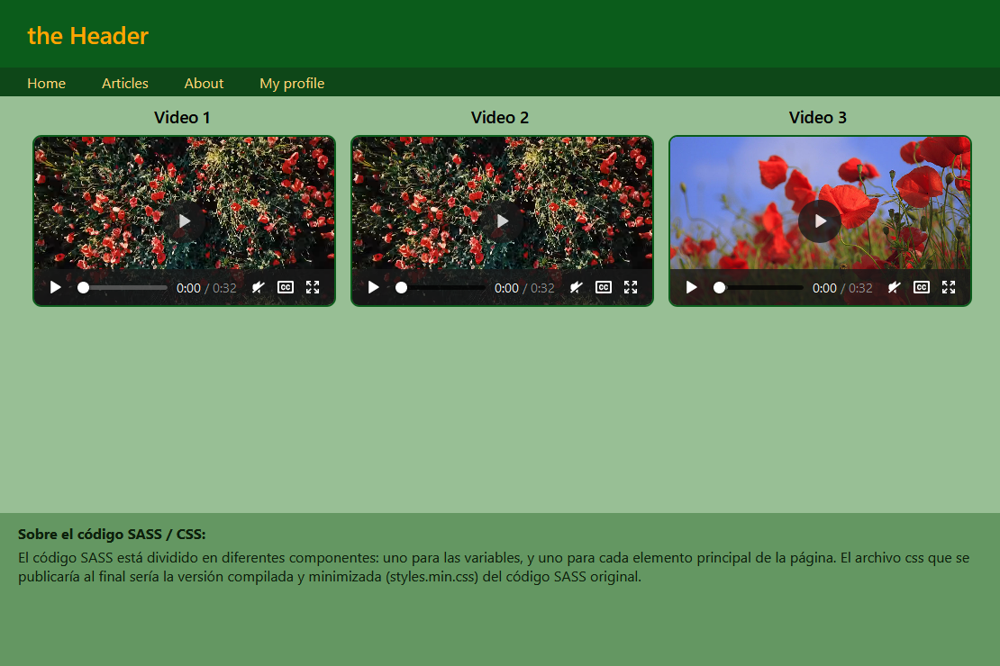 the Header
Home Articles About My profile
Video 1 Video 2 Video 3
0:00 / 0:32 CC 0:00 / 0:32 CC 0:00 / 0:32 CC
Sobre el código SASS / CSS:
El código SASS está dividido en diferentes componentes: uno para las variables, y uno para cada elemento principal de la página. El archivo css que se
publicaría al final sería la versión compilada y minimizada (styles.min.css) del código SASS original.